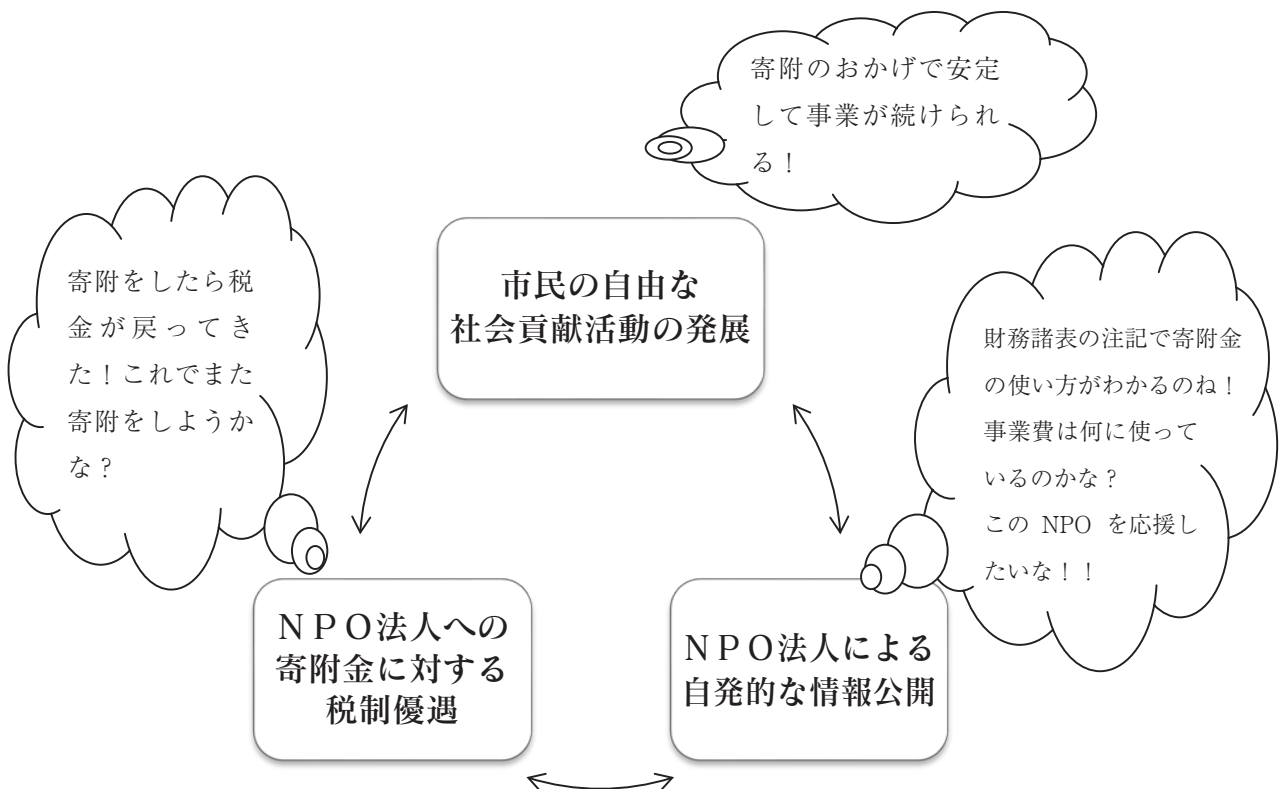 寄附のおかげで安定
して事業が続けられ
る！
市民の自由な
社会貢献活動の発展
寄附をしたら税
金が戻ってき
た！これでまた
寄附をしようか
な？
財務諸表の注記で寄附金
の使い方がわかるのね！
事業費は何に使って
いるのかな？
この NPO を応援し
たいな！！
ＮＰＯ法人への
寄附金に対する
税制優遇
ＮＰＯ法人による
自発的な情報公開